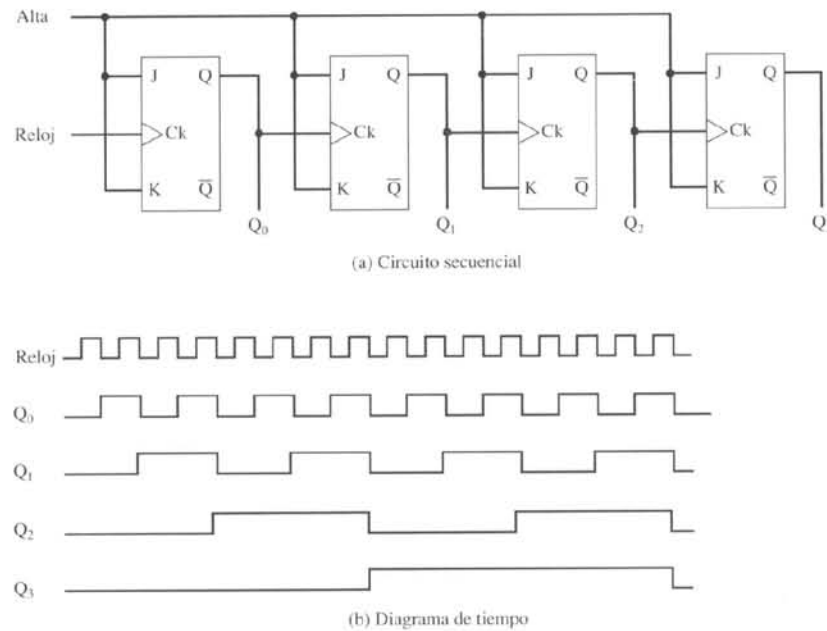 Alta
J Q J Q J Q J Q
Reloj Ck Ck Ck Ck
K Q̅ K Q̅ K Q̅ K Q̅
Q₀ Q₁ Q₂ Q
(a) Circuito secuencial
Reloj
Q₀
Q₁
Q₂
Q₃
(b) Diagrama de tiempo